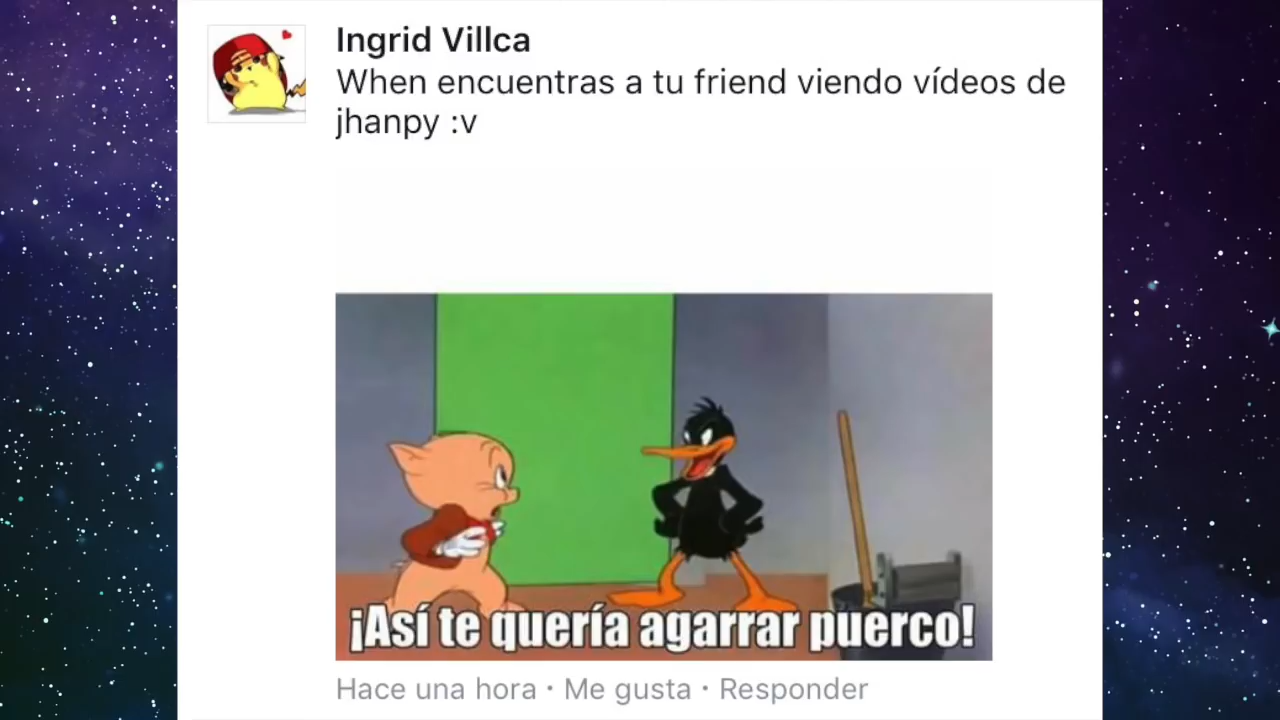 Ingrid Villca
When encuentras a tu friend viendo vídeos de
jhanpy :v
¡Así te quería agarrar puerco!
Hace una hora · Me gusta · Responder